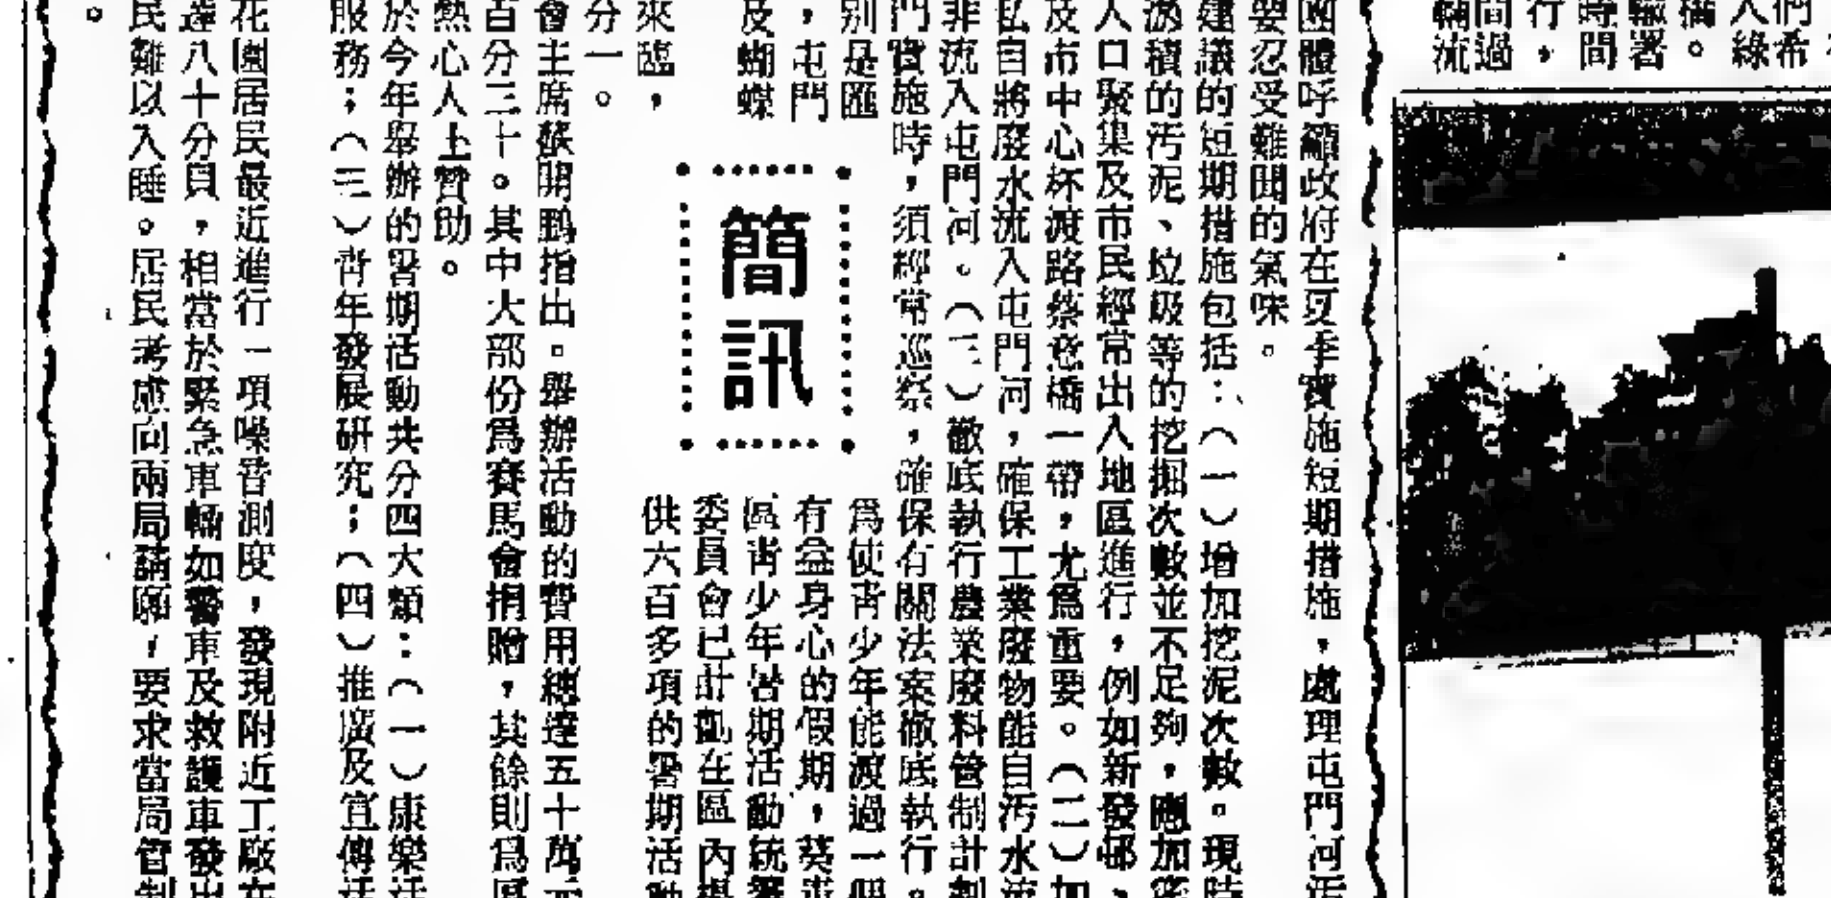 們希
入綠
橋。
輛署
時間
行，
間過
輛流
團體呼籲政府在夏季實施短期措施，處理屯門河污
要忍受難聞的氣味。
建議的短期措施包括：（一）增加挖泥次數。現時
淤積的污泥、垃圾等的挖掘次數並不足夠，應加密
人口聚集及市民經常出入地區進行，例如新發邨、
及市中心杯渡路蔡意橋一帶，尤為重要。（二）加
私自將廢水流入屯門河，確保工業廢物能自污水流
非流入屯門河。（三）徹底執行農業廢料管制計劃
門實施時，須經常巡察，確保有關法案徹底執行。
別是匯
，屯門
及蝴蝶
簡訊
為使青少年能渡過一個
有益身心的假期，葵
區青少年暑期活動統籌
委員會已計劃在區內
供六百多項的暑期活動
來臨，
分一。
會主席蔡開鵬指出。舉辦活動的費用總達五十萬元
百分三十。其中大部份為賽馬會捐贈，其餘則為區
熱心人士贊助。
於今年舉辦的暑期活動共分四大類：（一）康樂活
服務；（三）青年發展研究；（四）推廣及宣傳活
花園居民最近進行一項噪音測度，發現附近工廠在
達八十分貝，相當於緊急車輛如警車及救護車發出
民難以入睡。居民考慮向兩局請願，要求當局管制
。